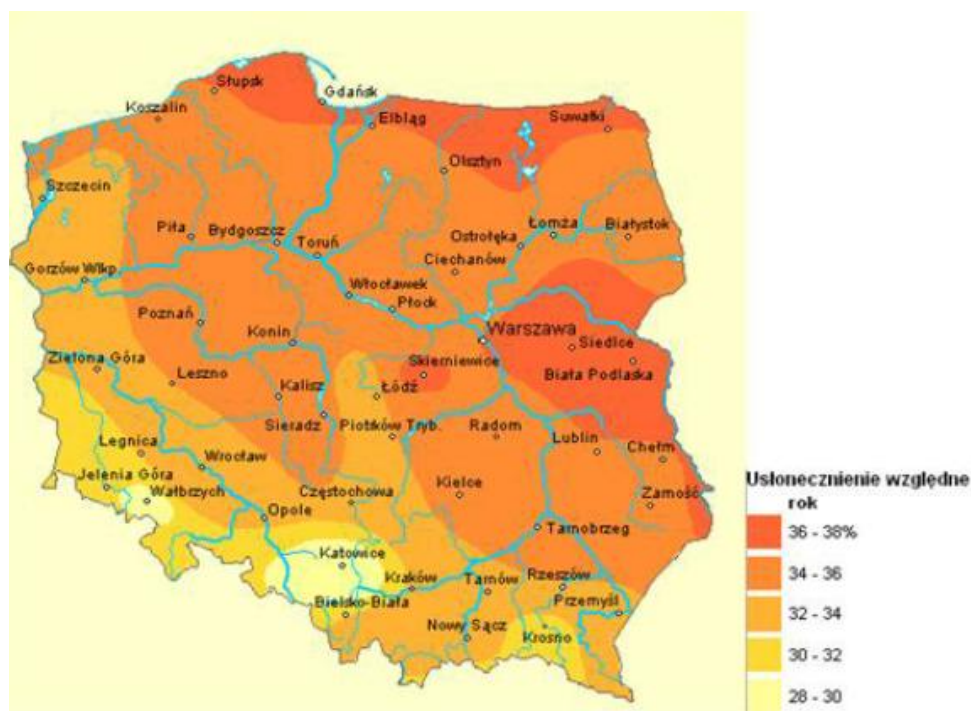 Słupsk
Gdańsk
Koszalin
Elbląg
Suwałki
Olsztyn
Szczecin
Piła
Bydgoszcz
Toruń
Ostrołęka
Łomża
Białystok
Ciechanów
Gorzów Wlkp.
Włocławek
Płock
Poznań
Konin
Warszawa
Siedlce
Skierniewice
Biała Podlaska
Zielona Góra
Leszno
Kalisz
Łódź
Sieradz
Piotrków Tryb.
Radom
Lublin
Chełm
Legnica
Wrocław
Jelenia Góra
Wałbrzych
Częstochowa
Kielce
Zamość
Opole
Tarnobrzeg
Katowice
Kraków
Tarnów
Rzeszów
Bielsko-Biała
Przemyśl
Nowy Sącz
Krosno
Usłonecznienie względne
rok
36 - 38%
34 - 36
32 - 34
30 - 32
28 - 30